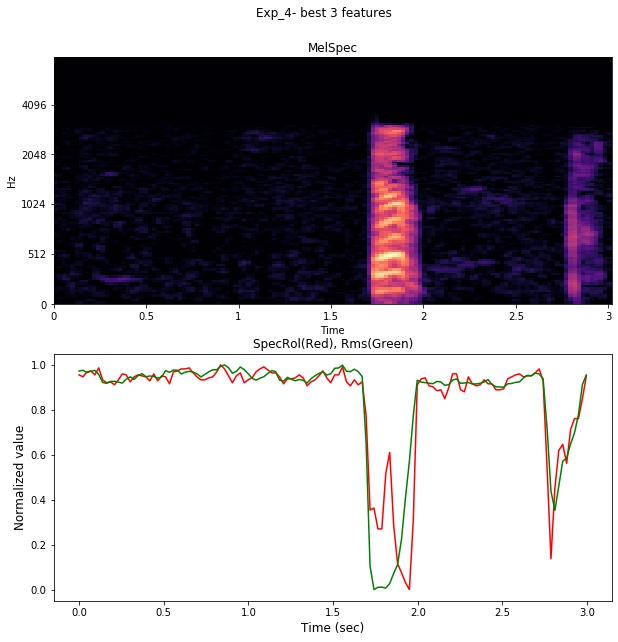 Exp_4- best 3 features
MelSpec
4096
2048
1024
512
0
Hz
0 0.5 1 1.5 2 2.5 3
Time
SpecRol(Red), Rms(Green)
1.0
0.8
0.6
0.4
0.2
0.0
Normalized value
0.0 0.5 1.0 1.5 2.0 2.5 3.0
Time (sec)